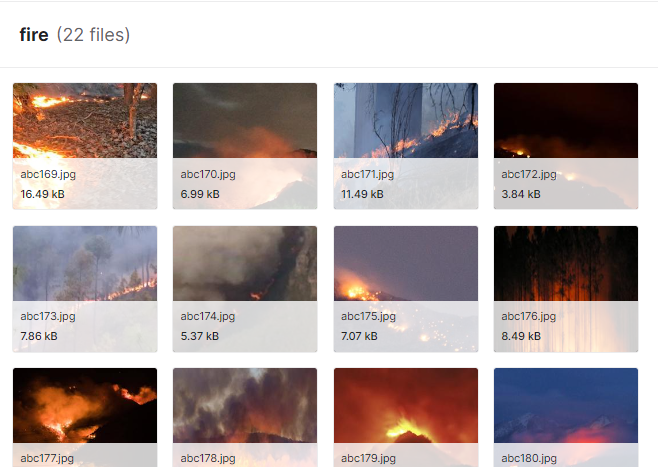 fire (22 files)
abc169.jpg
16.49 kB
abc170.jpg
6.99 kB
abc171.jpg
11.49 kB
abc172.jpg
3.84 kB
abc173.jpg
7.86 kB
abc174.jpg
5.37 kB
abc175.jpg
7.07 kB
abc176.jpg
8.49 kB
abc177.jpg
abc178.jpg
abc179.jpg
abc180.jpg